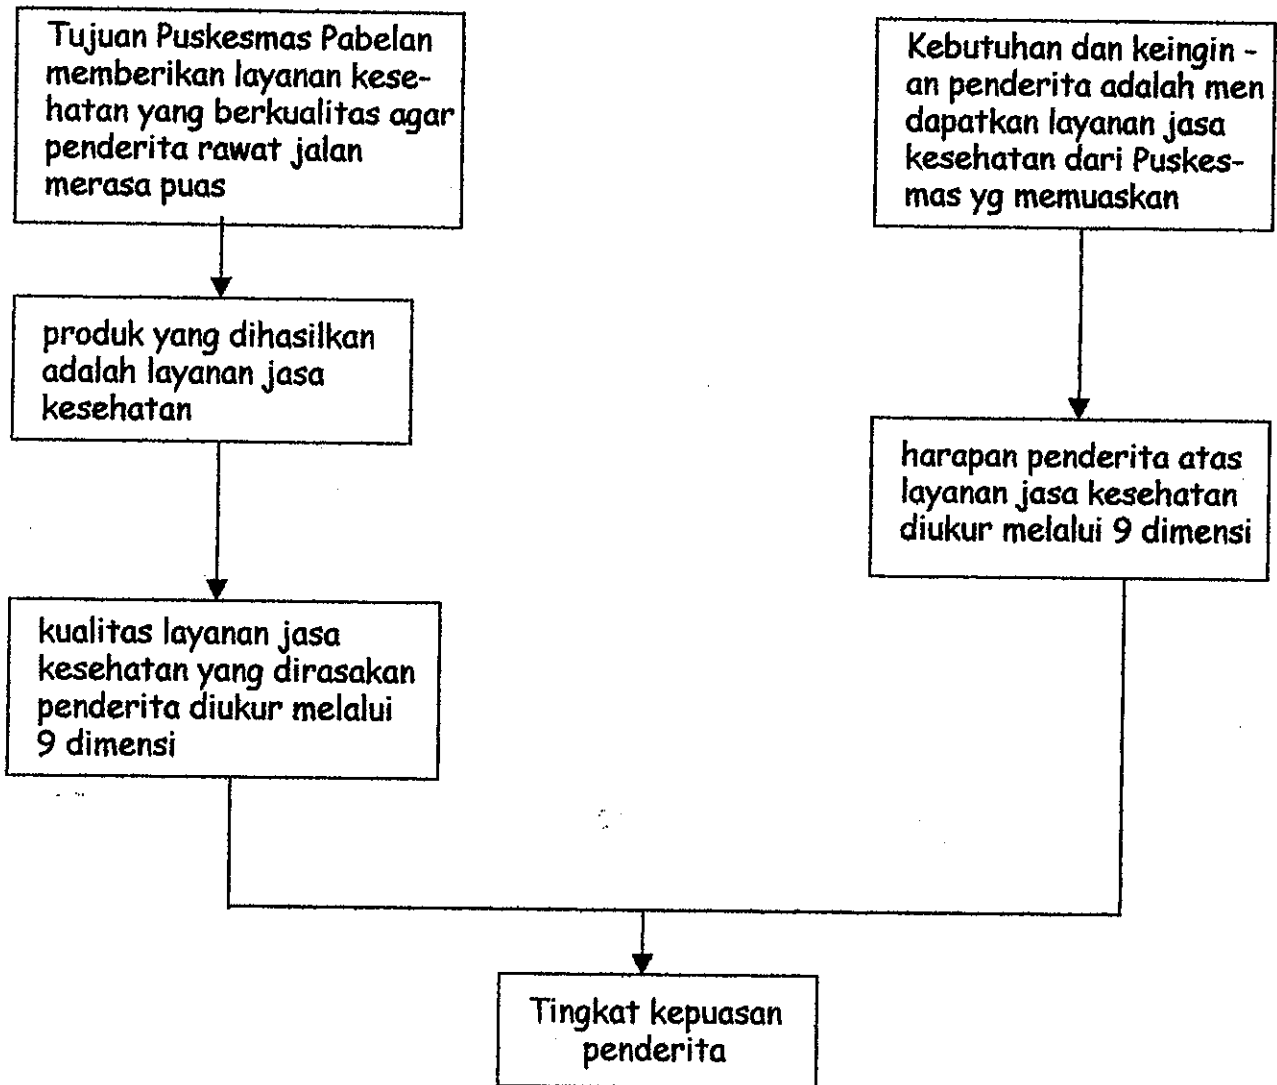 Tujuan Puskesmas Pabelan
memberikan layanan kese-
hatan yang berkualitas agar
penderita rawat jalan
merasa puas
produk yang dihasilkan
adalah layanan jasa
kesehatan
kualitas layanan jasa
kesehatan yang dirasakan
penderita diukur melalui
9 dimensi
Kebutuhan dan keingin -
an penderita adalah men
dapatkan layanan jasa
kesehatan dari Puskes-
mas yg memuaskan
harapan penderita atas
layanan jasa kesehatan
diukur melalui 9 dimensi
Tingkat kepuasan
penderita